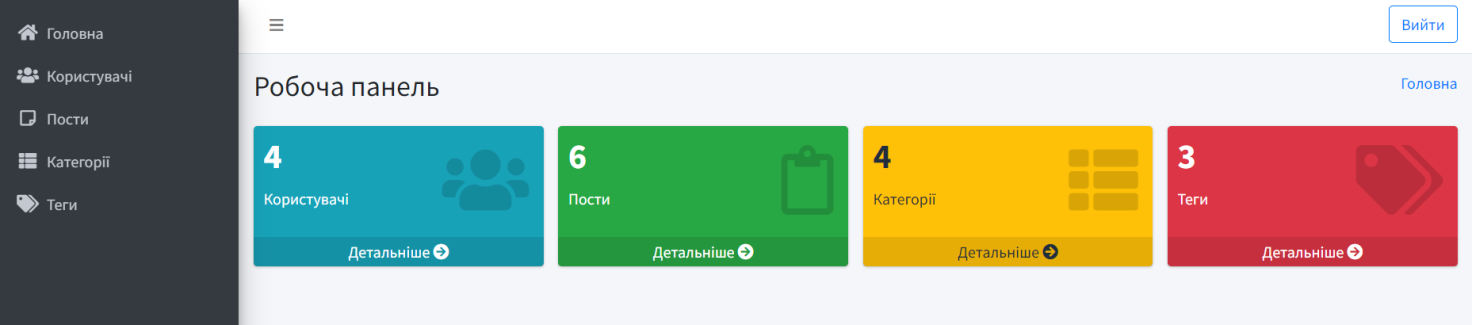 Головна
Користувачі
Пости
Категорії
Теги
Вийти
Робоча панель
Головна
4
Користувачі
Детальніше
6
Пости
Детальніше
4
Категорії
Детальніше
3
Теги
Детальніше